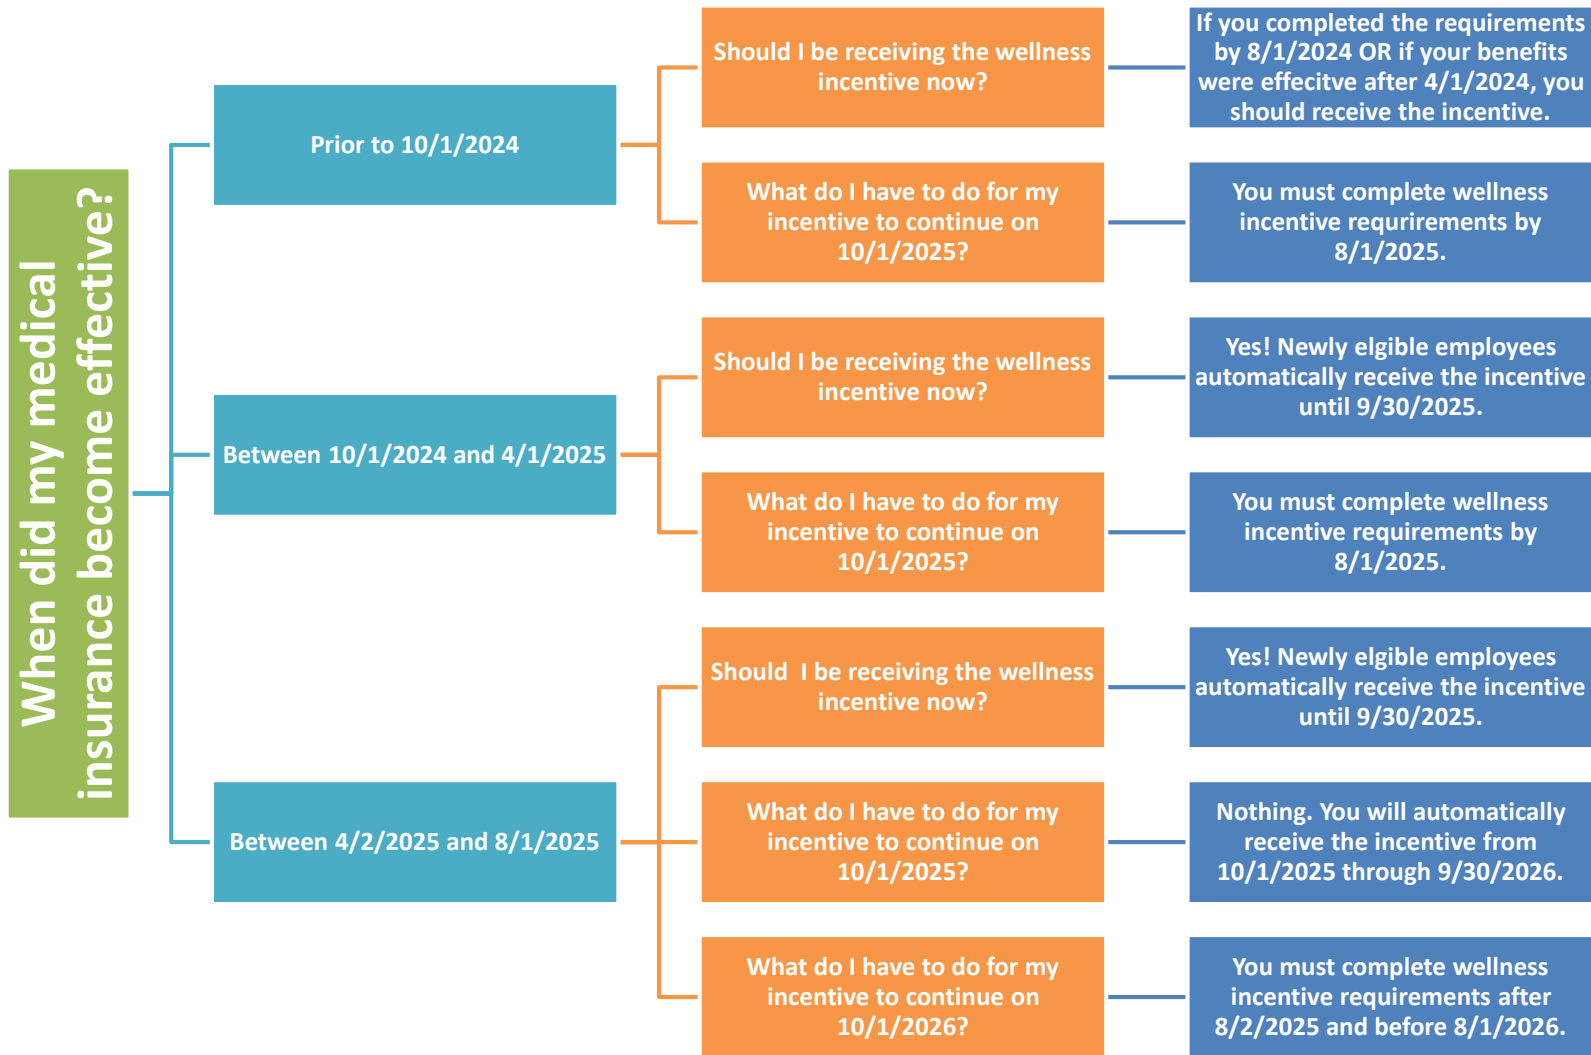 When did my medical
insurance become effective?
Prior to 10/1/2024
Should I be receiving the wellness
incentive now?
If you completed the requirements
by 8/1/2024 OR if your benefits
were effecitve after 4/1/2024, you
should receive the incentive.
What do I have to do for my
incentive to continue on
10/1/2025?
You must complete wellness
incentive requrirements by
8/1/2025.
Between 10/1/2024 and 4/1/2025
Should I be receiving the wellness
incentive now?
Yes! Newly elgible employees
automatically receive the incentive
until 9/30/2025.
What do I have to do for my
incentive to continue on
10/1/2025?
You must complete wellness
incentive requirements by
8/1/2025.
Between 4/2/2025 and 8/1/2025
Should  I be receiving the wellness
incentive now?
Yes! Newly elgible employees
automatically receive the incentive
until 9/30/2025.
What do I have to do for my
incentive to continue on
10/1/2025?
Nothing. You will automatically
receive the incentive from
10/1/2025 through 9/30/2026.
What do I have to do for my
incentive to continue on
10/1/2026?
You must complete wellness
incentive requirements after
8/2/2025 and before 8/1/2026.